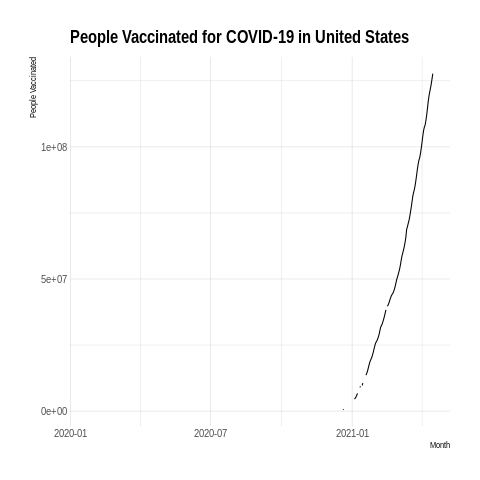 People Vaccinated for COVID-19 in United States
People Vaccinated
1e+08
5e+07
0e+00
2020-01
2020-07
2021-01
Month